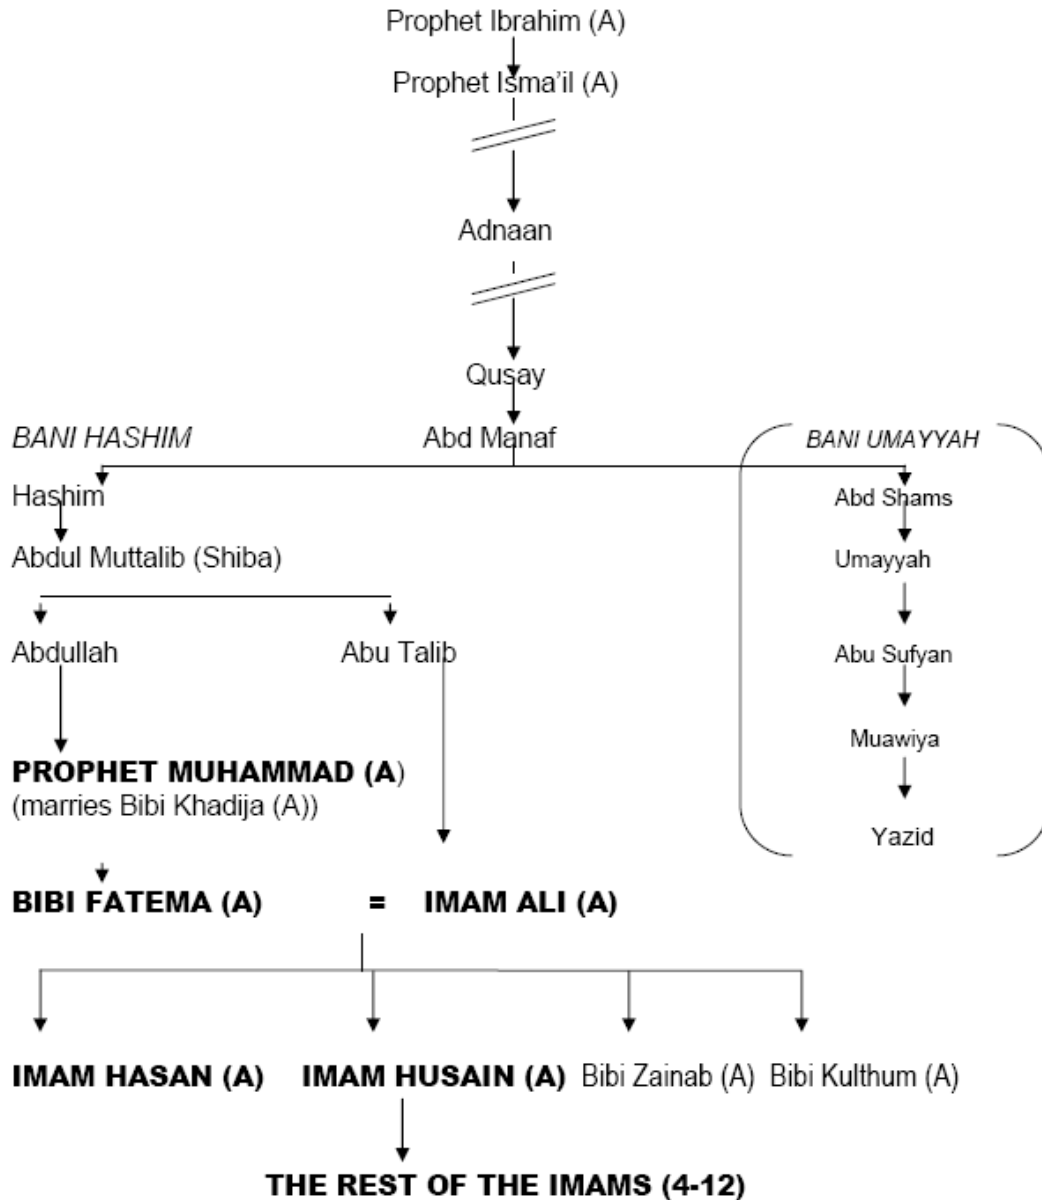 Prophet Ibrahim (A)
Prophet Isma'il (A)
Adnaan
Qusay
BANI HASHIM Abd Manaf BANI UMAYYAH
Hashim Abd Shams
Abdul Muttalib (Shiba) Umayyah
Abdullah Abu Talib Abu Sufyan
Muawiya
PROPHET MUHAMMAD (A)
(marries Bibi Khadija (A))
Yazid
BIBI FATEMA (A) = IMAM ALI (A)
IMAM HASAN (A) IMAM HUSAIN (A) Bibi Zainab (A) Bibi Kulthum (A)
THE REST OF THE IMAMS (4-12)